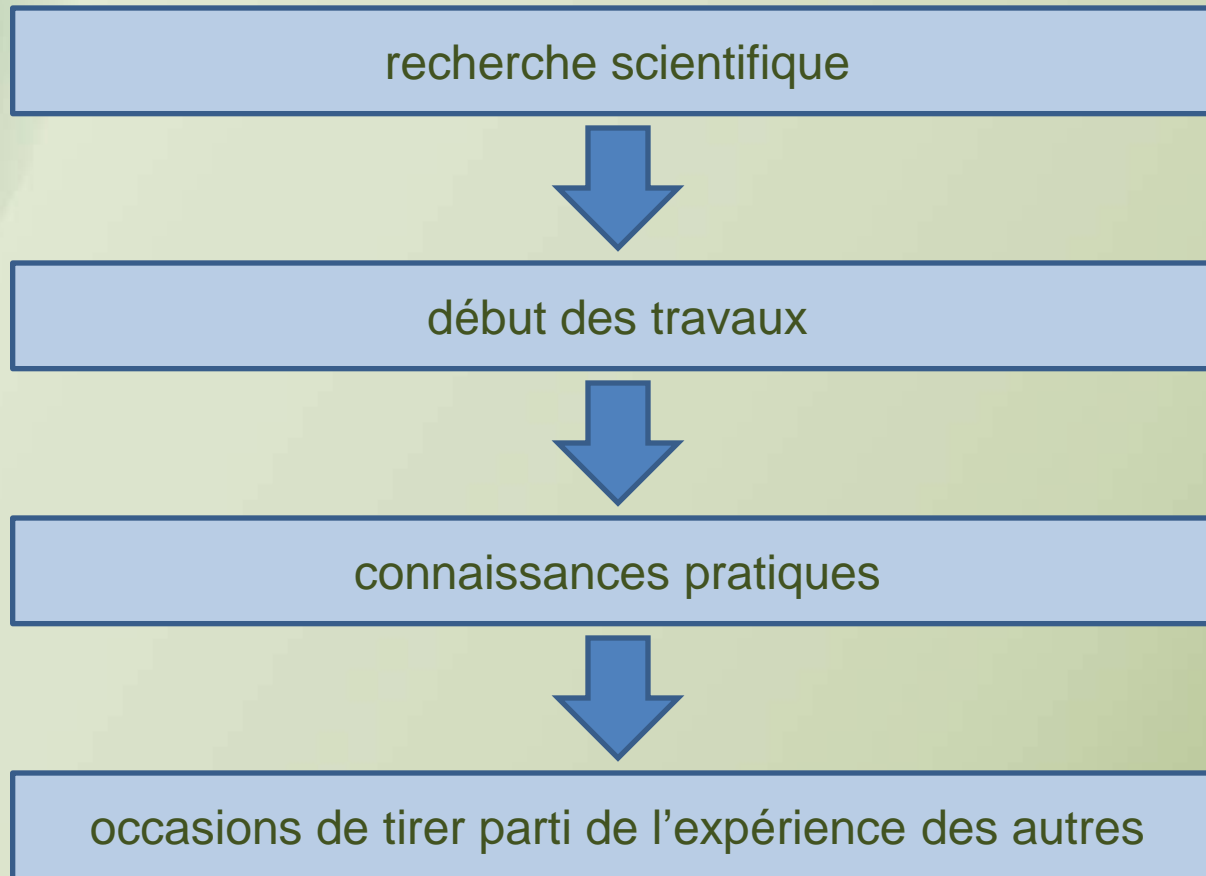 recherche scientifique
début des travaux
connaissances pratiques
occasions de tirer parti de l’expérience des autres